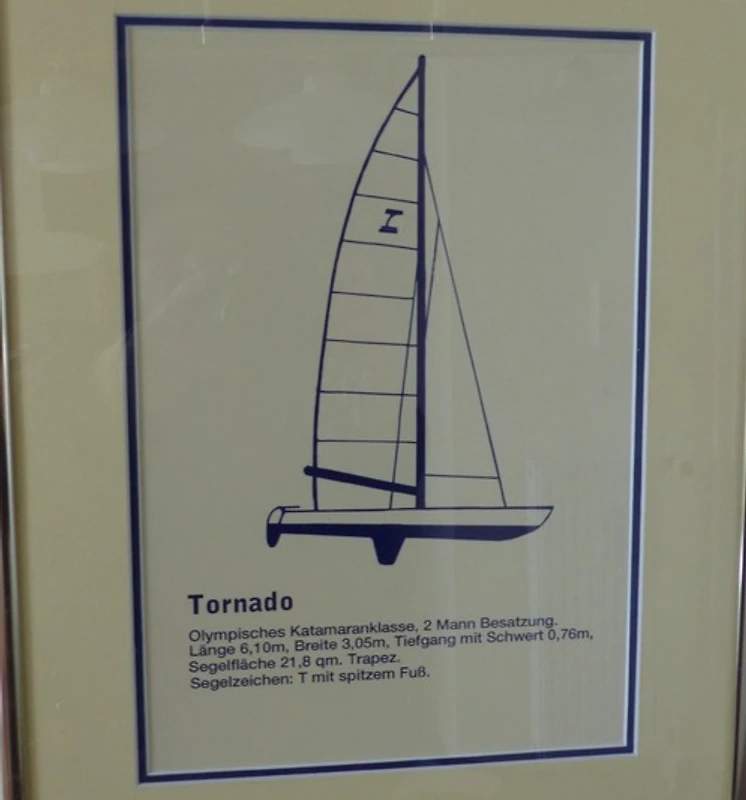 Tornado
Olympisches Katamaranklasse, 2 Mann Besatzung.
Länge 6,10m, Breite 3,05m, Tiefgang mit Schwert 0,76m,
Segelfläche 21,8 qm. Trapez.
Segelzeichen: T mit spitzem Fuß.